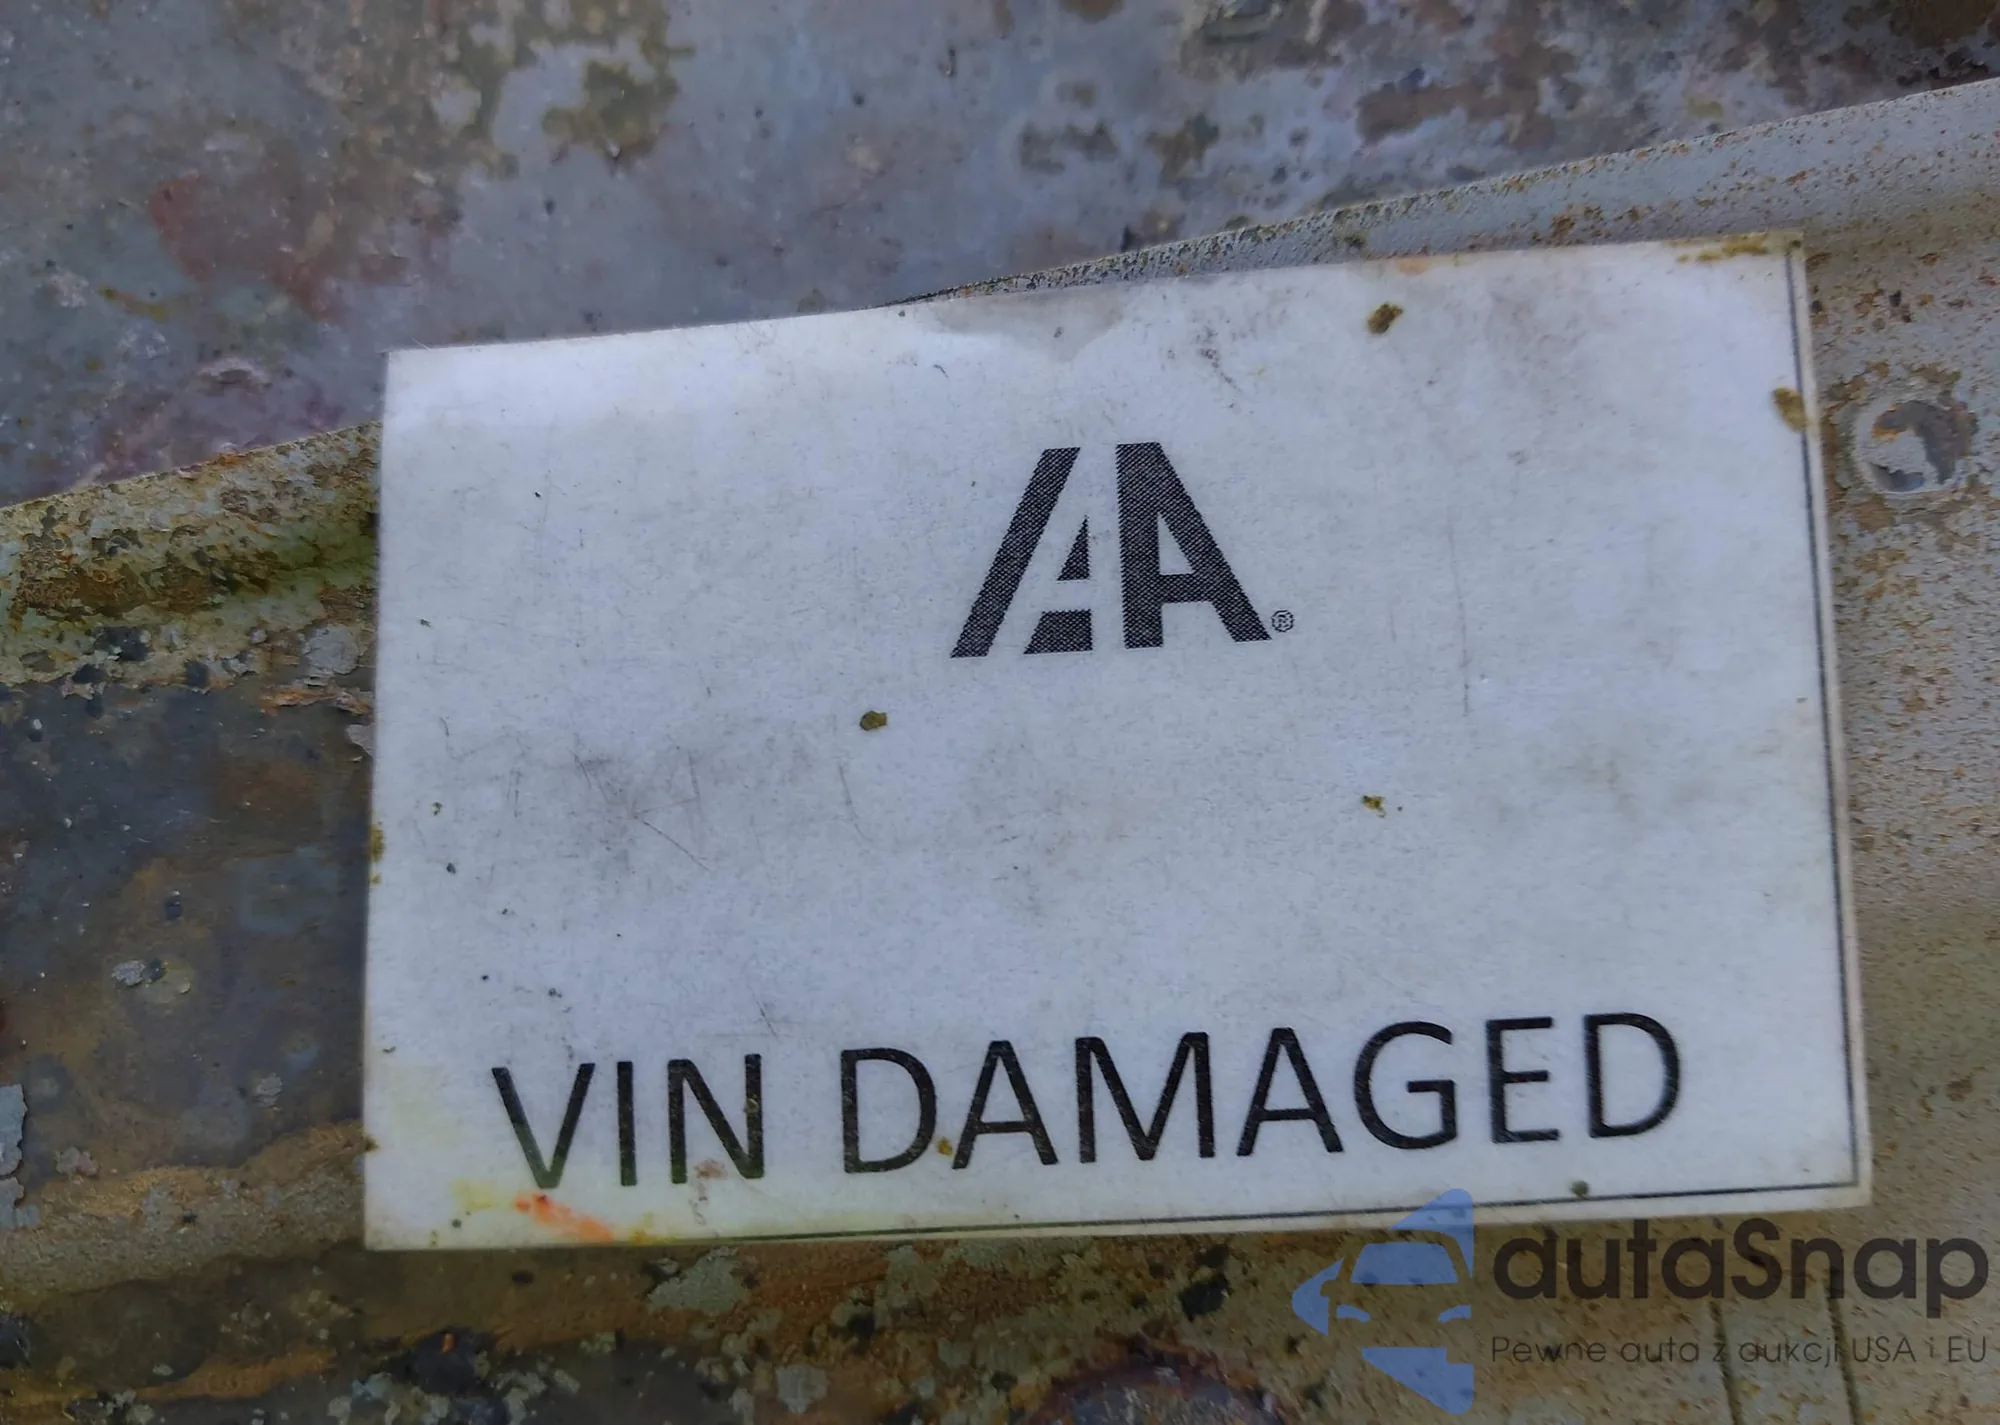 IAA®
VIN DAMAGED
autaSnap
Pewne auta z aukcji USA i EU